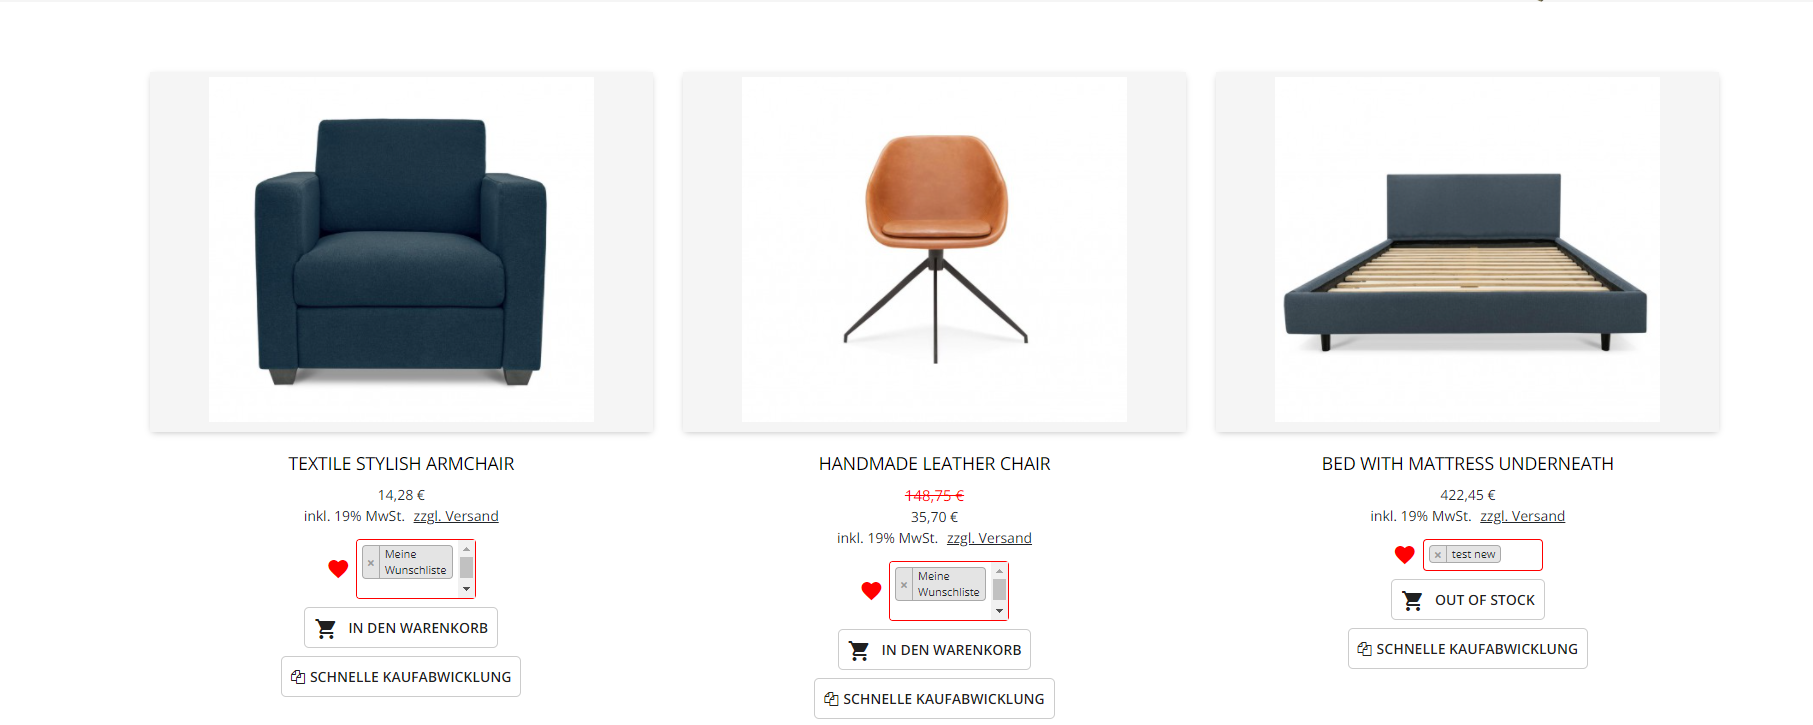 TEXTILE STYLISH ARMCHAIR
14,28 €
inkl. 19% MwSt. zzgl. Versand
× Meine
Wunschliste
IN DEN WARENKORB
SCHNELLE KAUFABWICKLUNG
HANDMADE LEATHER CHAIR
148,75 €
35,70 €
inkl. 19% MwSt. zzgl. Versand
× Meine
Wunschliste
IN DEN WARENKORB
SCHNELLE KAUFABWICKLUNG
BED WITH MATTRESS UNDERNEATH
422,45 €
inkl. 19% MwSt. zzgl. Versand
× test new
OUT OF STOCK
SCHNELLE KAUFABWICKLUNG